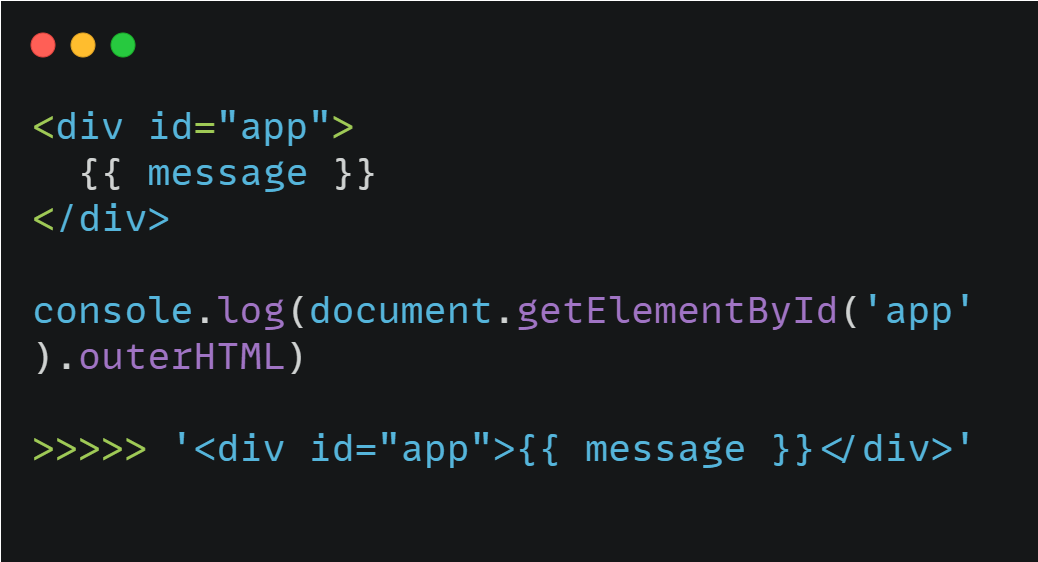 <div id="app">
  {{ message }}
</div>
console.log(document.getElementById('app'
).outerHTML)
>>>>> '<div id="app">{{ message }}</div>'